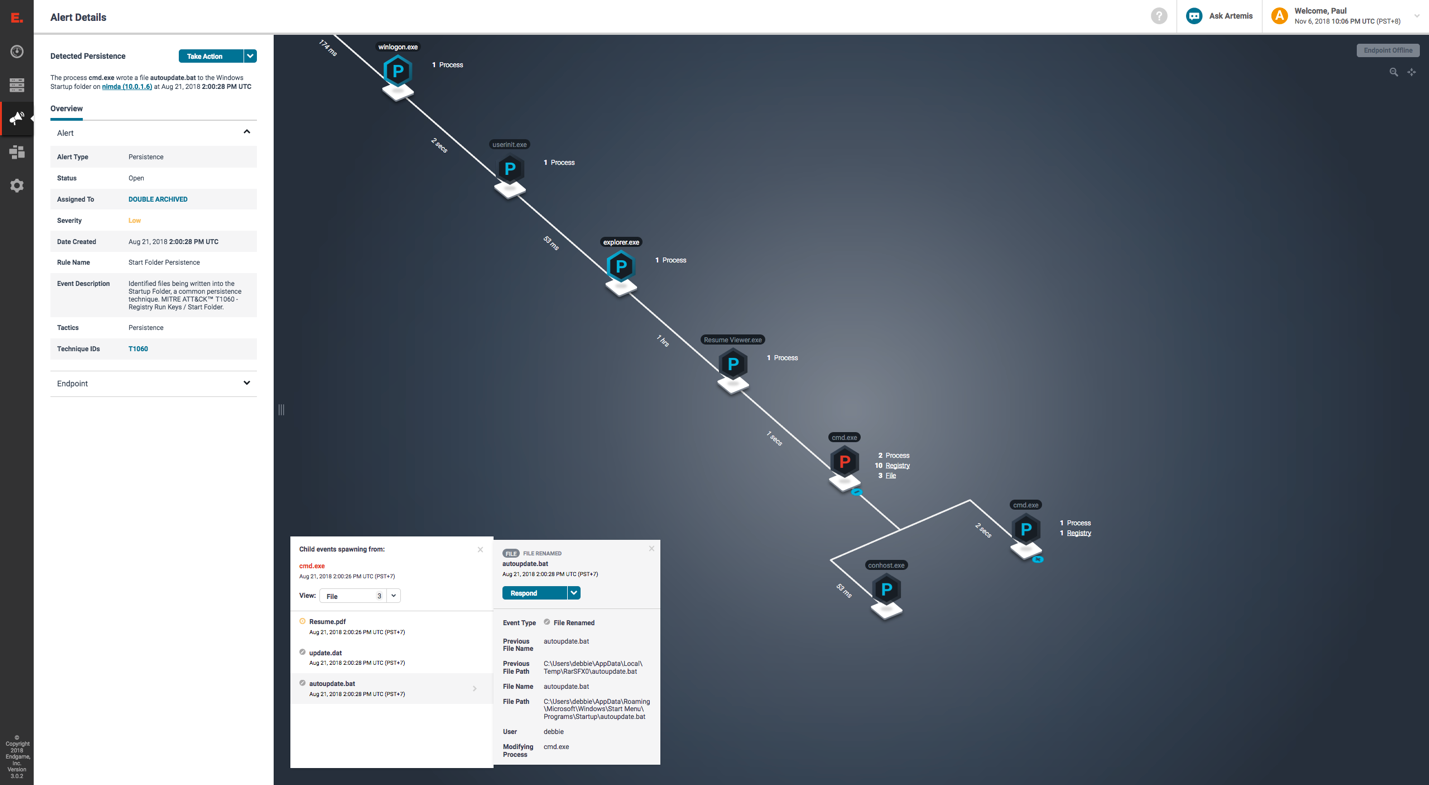 E.
Alert Details
?
Ask Artemis
A
Welcome, Paul
Nov 6, 2018 10:06 PM UTC (PST+8)
Detected Persistence
Take Action
The process cmd.exe wrote a file autoupdate.bat to the Windows
Startup folder on nimda (10.0.1.6) at Aug 21, 2018 2:00:28 PM UTC
Overview
Alert
Alert Type Persistence
Status Open
Assigned To DOUBLE ARCHIVED
Severity Low
Date Created Aug 21, 2018 2:00:28 PM UTC
Rule Name Start Folder Persistence
Event Description Identified files being written into the
Startup Folder, a common persistence
technique. MITRE ATT&CK™ T1060 -
Registry Run Keys / Start Folder.
Tactics Persistence
Technique IDs T1060
Endpoint
© Copyright
2018
Endgame,
Inc.
Version
3.0.2
Endpoint Offline
174 ms
winlogon.exe
P
1 Process
2 secs
userinit.exe
P
1 Process
53 ms
explorer.exe
P
1 Process
1 hrs
Resume Viewer.exe
P
1 Process
1 secs
cmd.exe
P
2 Process
10 Registry
3 File
2 secs
cmd.exe
P
1 Process
1 Registry
53 ms
conhost.exe
P
Child events spawning from:
cmd.exe
Aug 21, 2018 2:00:26 PM UTC (PST+7)
View: File 3
Resume.pdf
Aug 21, 2018 2:00:26 PM UTC (PST+7)
update.dat
Aug 21, 2018 2:00:28 PM UTC (PST+7)
autoupdate.bat
Aug 21, 2018 2:00:28 PM UTC (PST+7)
FILE FILE RENAMED
autoupdate.bat
Aug 21, 2018 2:00:28 PM UTC (PST+7)
Respond
Event Type File Renamed
Previous File Name autoupdate.bat
Previous File Path C:\Users\debbie\AppData\Local\
Temp\RarSFX0\autoupdate.bat
File Name autoupdate.bat
File Path C:\Users\debbie\AppData\Roaming
\Microsoft\Windows\Start Menu\
Programs\Startup\autoupdate.bat
User debbie
Modifying Process cmd.exe